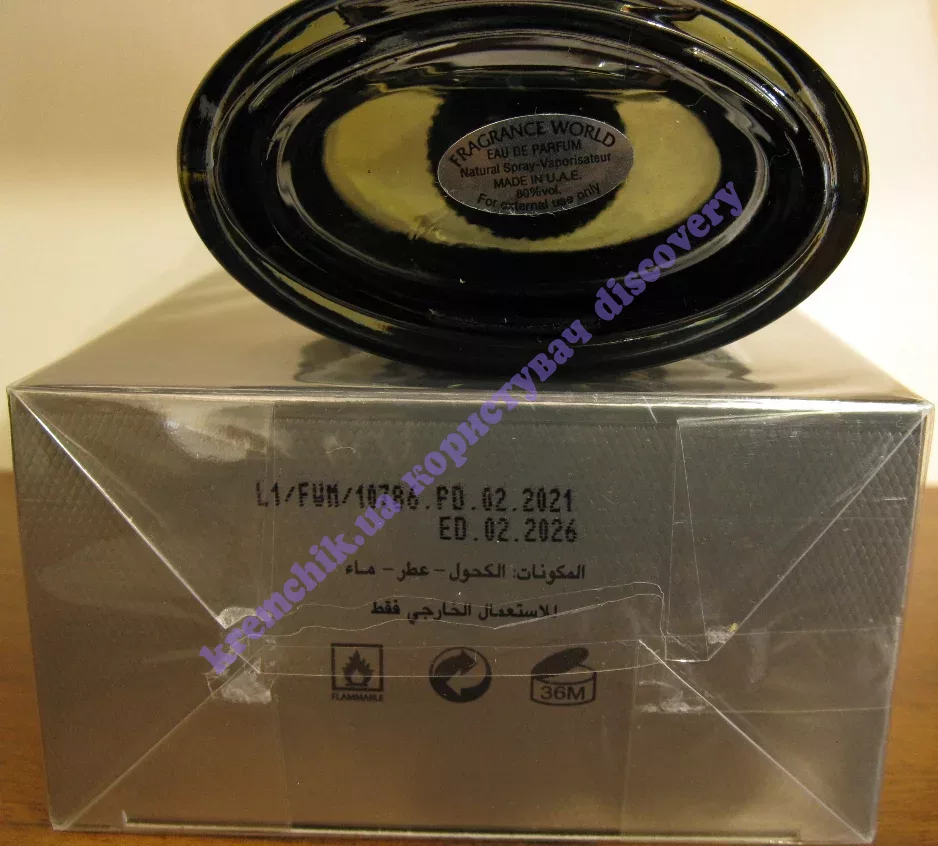 FRAGRANCE WORLD
EAU DE PARFUM
Natural Spray-Vaporisateur
MADE IN U.A.E.
80%vol.
For external use only
kremchik.ua користувач discovery
L1/FWM/10786.PD.02.2021
ED.02.2026
المكونات: الكحول - عطر - ماء
للاستعمال الخارجي فقط
FLAMMABLE
36M